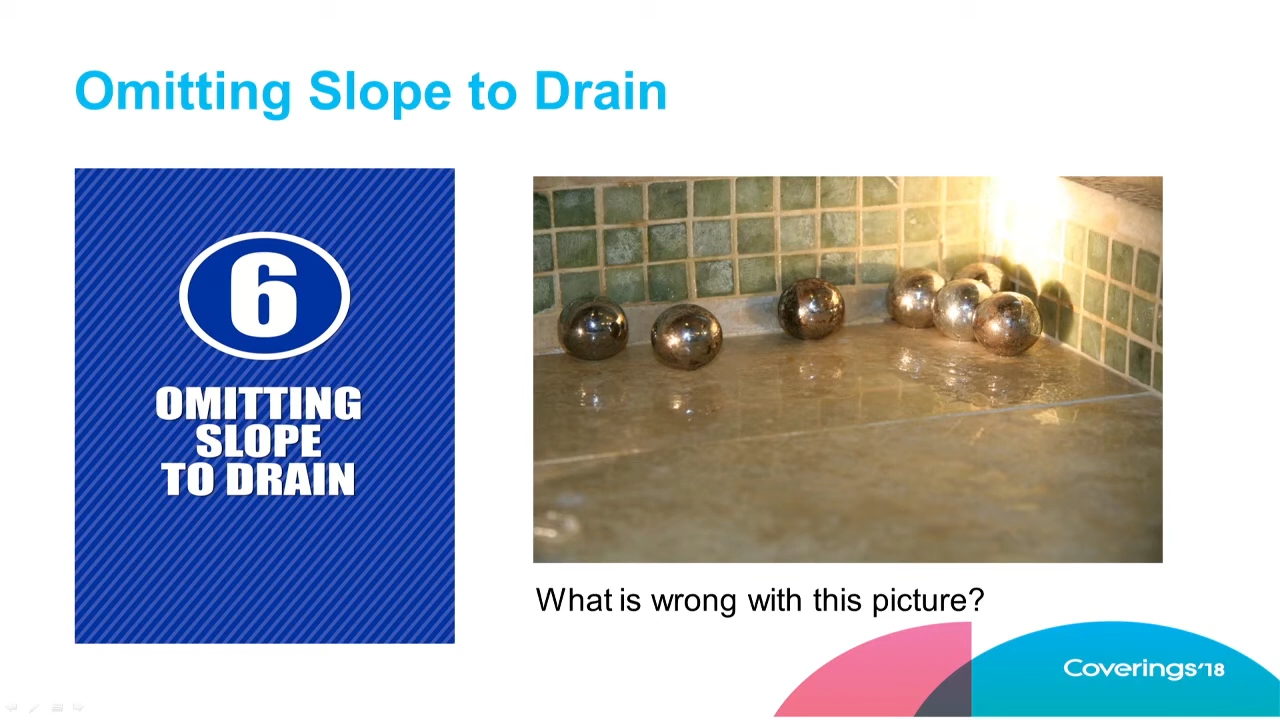 Omitting Slope to Drain
6
OMITTING
SLOPE
TO DRAIN
What is wrong with this picture?
Coverings'18